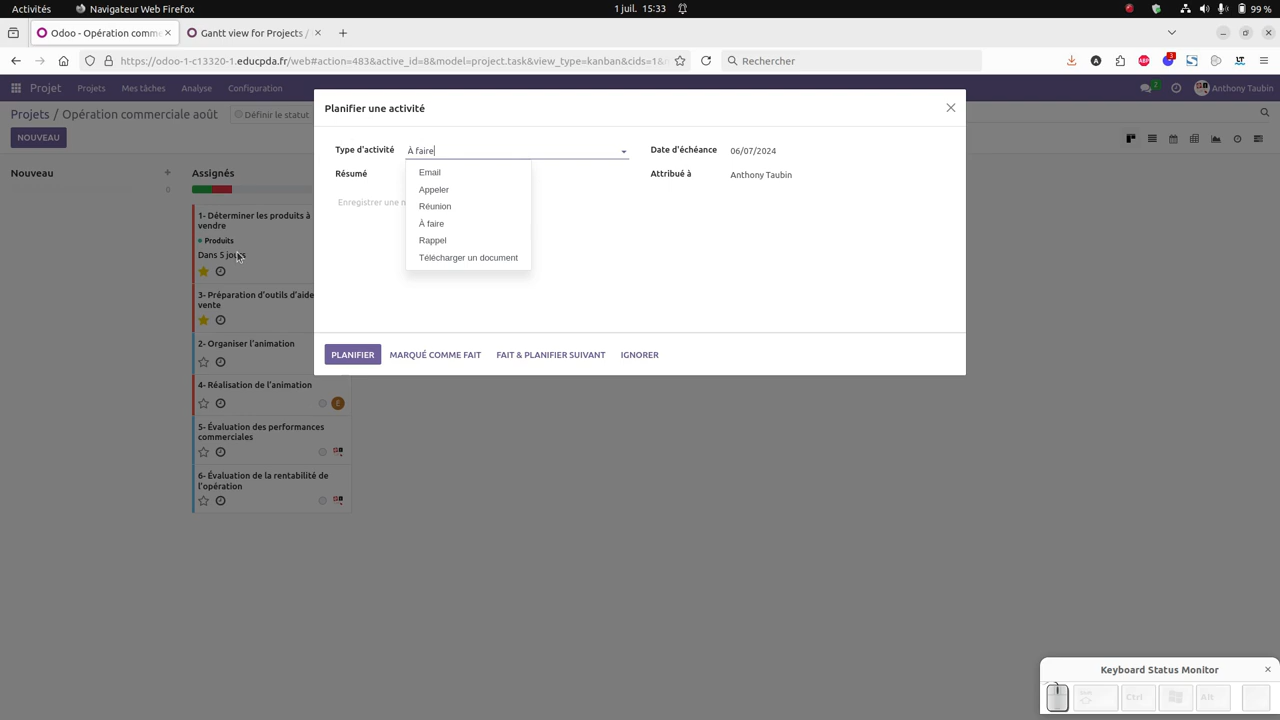 Activités
Navigateur Web Firefox
1 juil. 15:33
99 %
Odoo - Opération comme
Gantt view for Projects /
https://odoo-1-c13320-1.educpda.fr/web#action=483&active_id=8&model=project.task&view_type=kanban&cids=1&
Rechercher
ABP
3
LT
Projet
Projets
Mes tâches
Analyse
Configuration
2
Anthony Taubin
Projets / Opération commerciale août
Définir le statut
NOUVEAU
Planifier une activité
Type d'activité
À faire
Date d'échéance
06/07/2024
Résumé
Attribué à
Anthony Taubin
Enregistrer une n
Email
Appeler
Réunion
À faire
Rappel
Télécharger un document
PLANIFIER
MARQUÉ COMME FAIT
FAIT & PLANIFIER SUIVANT
IGNORER
Nouveau
0
Assignés
1- Déterminer les produits à
vendre
Produits
Dans 5 jours
3- Préparation d'outils d'aide
vente
2- Organiser l'animation
4- Réalisation de l'animation
É
5- Évaluation des performances
commerciales
6- Évaluation de la rentabilité de
l'opération
Keyboard Status Monitor
Ctrl
Alt